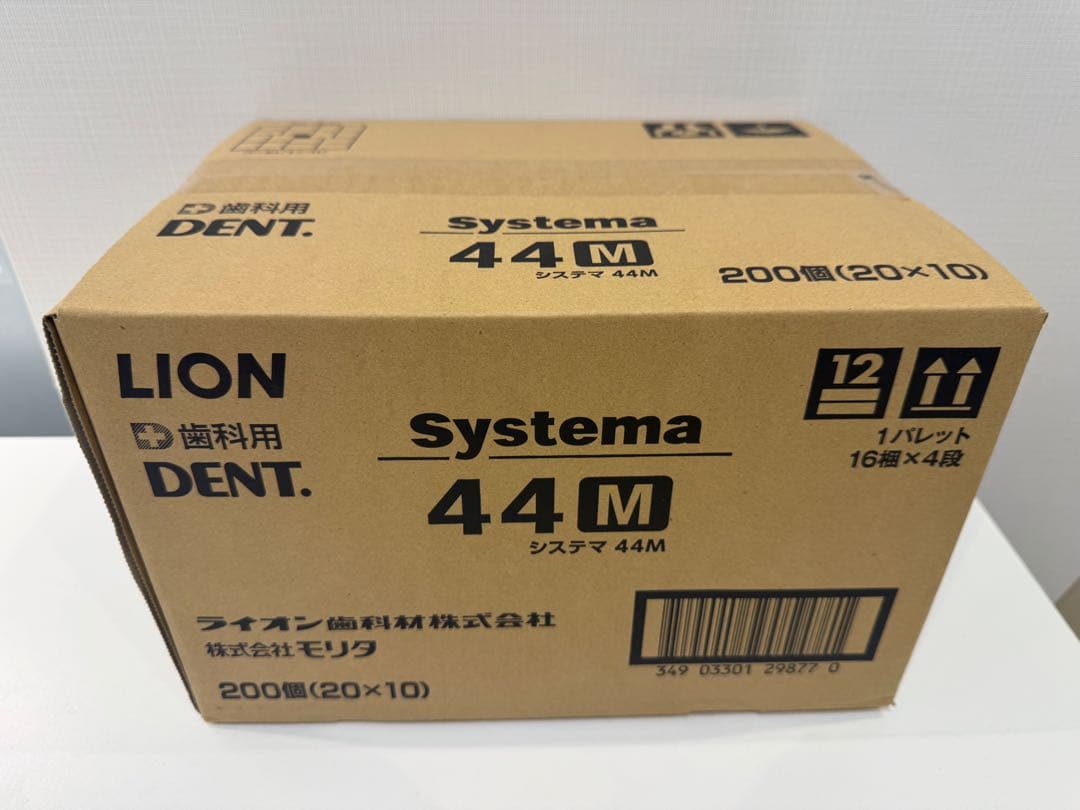 歯科用
DENT.
Systema
44 M
システマ 44M
200個(20×10)
LION
歯科用
DENT.
Systema
44 M
システマ 44M
12
1パレット
16梱×4段
ライオン歯科材株式会社
株式会社モリタ
200個(20×10)
349 03301 29877 0